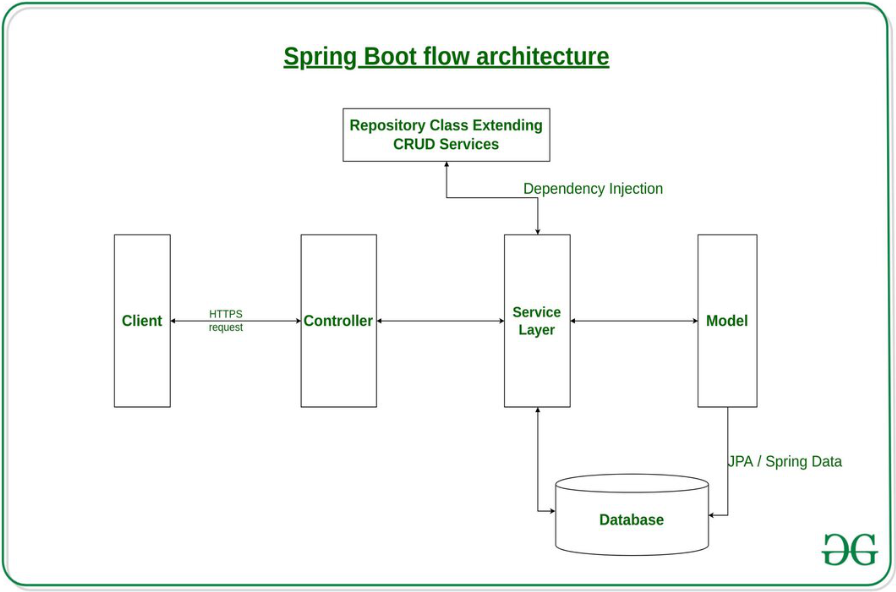 Spring Boot flow architecture
Repository Class Extending
CRUD Services
Dependency Injection
Client
HTTPS
request
Controller
Service
Layer
Model
JPA / Spring Data
Database